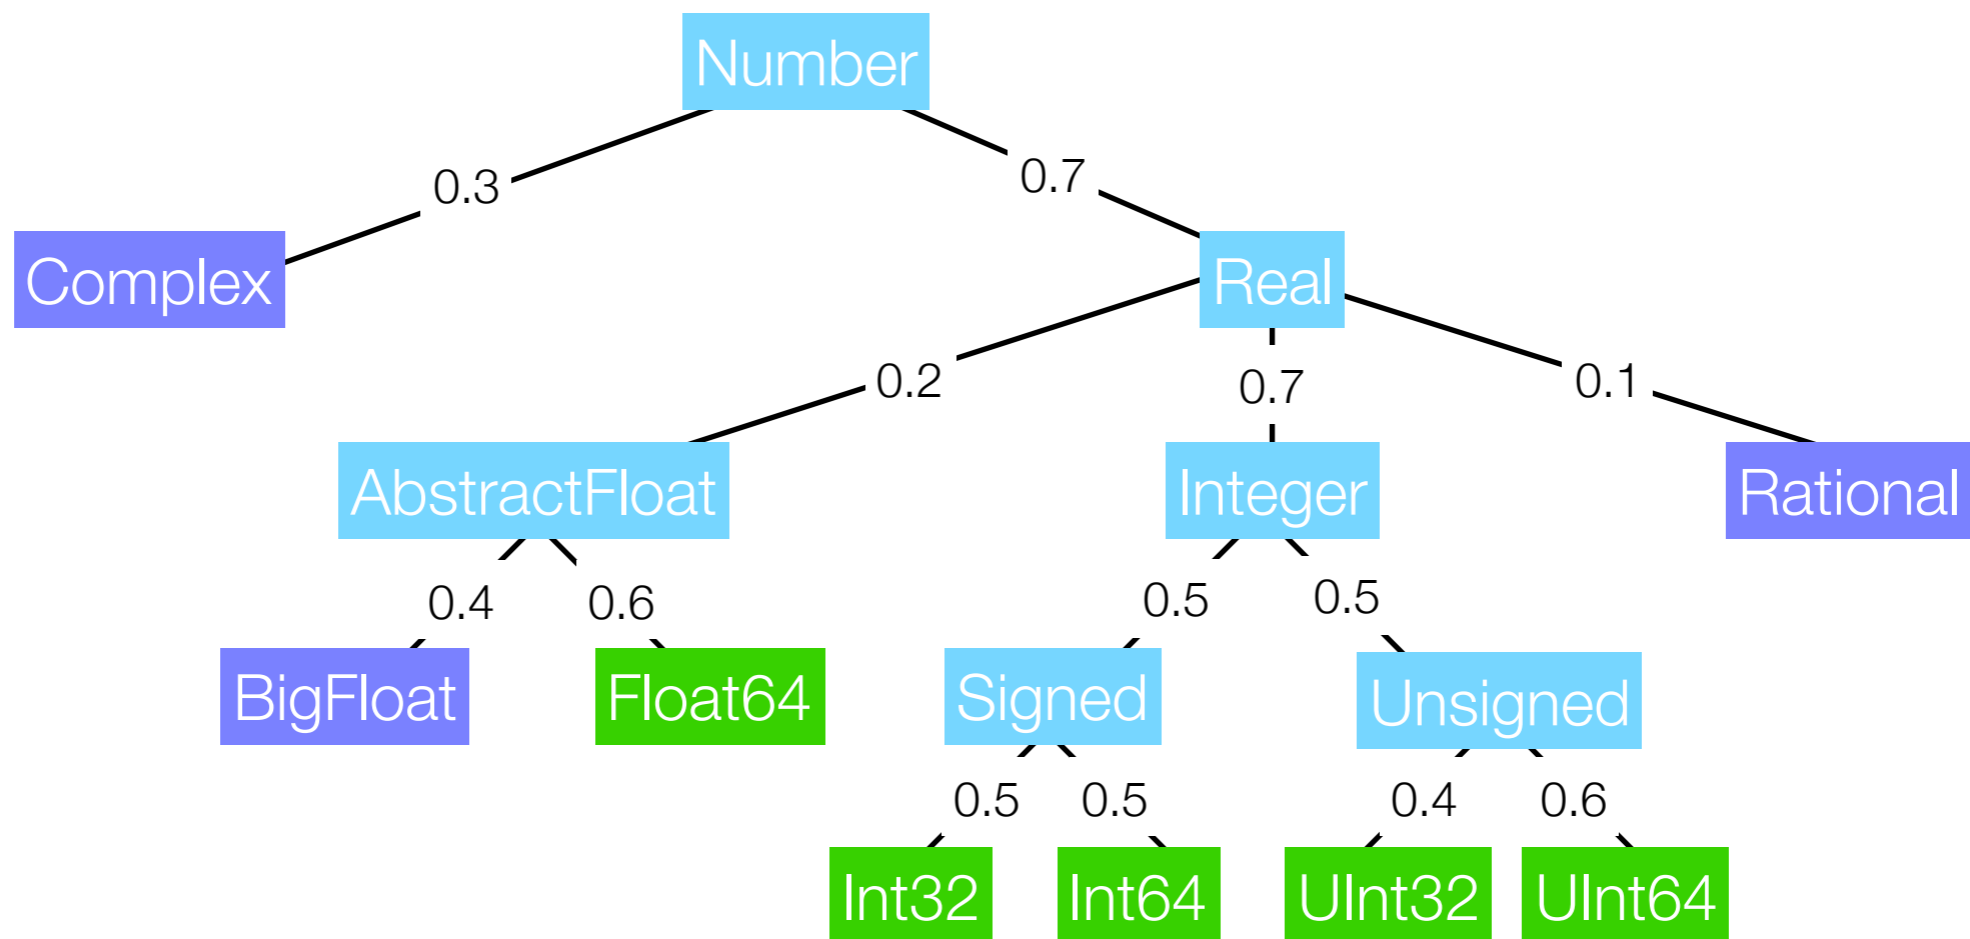 Number
0.3
0.7
Complex
Real
0.2
0.7
0.1
AbstractFloat
Integer
Rational
0.4
0.6
0.5
0.5
BigFloat
Float64
Signed
Unsigned
0.5
0.5
0.4
0.6
Int32
Int64
UInt32
UInt64